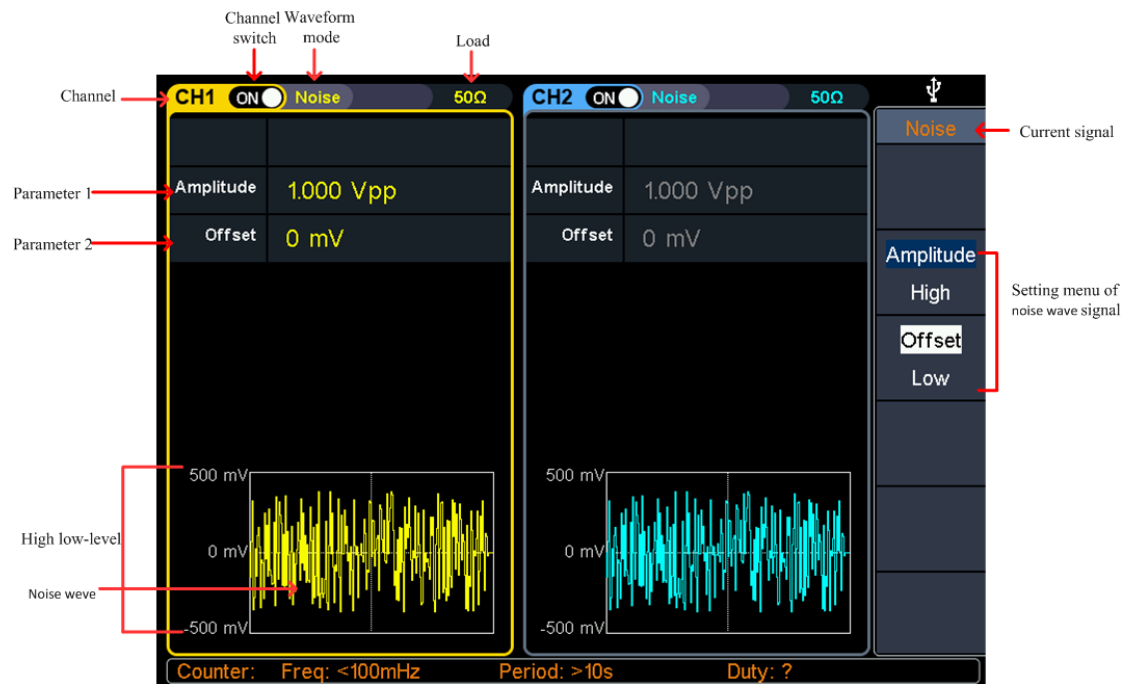 Channel switch
Waveform mode
Load
Channel
CH1 ON Noise 50Ω
CH2 ON Noise 50Ω
Noise
Current signal
Parameter 1
Amplitude 1.000 Vpp
Amplitude 1.000 Vpp
Parameter 2
Offset 0 mV
Offset 0 mV
Amplitude
High
Offset
Low
Setting menu of
noise wave signal
High low-level
500 mV
0 mV
-500 mV
Noise weve
500 mV
0 mV
-500 mV
Counter: Freq: <100mHz Period: >10s Duty: ?